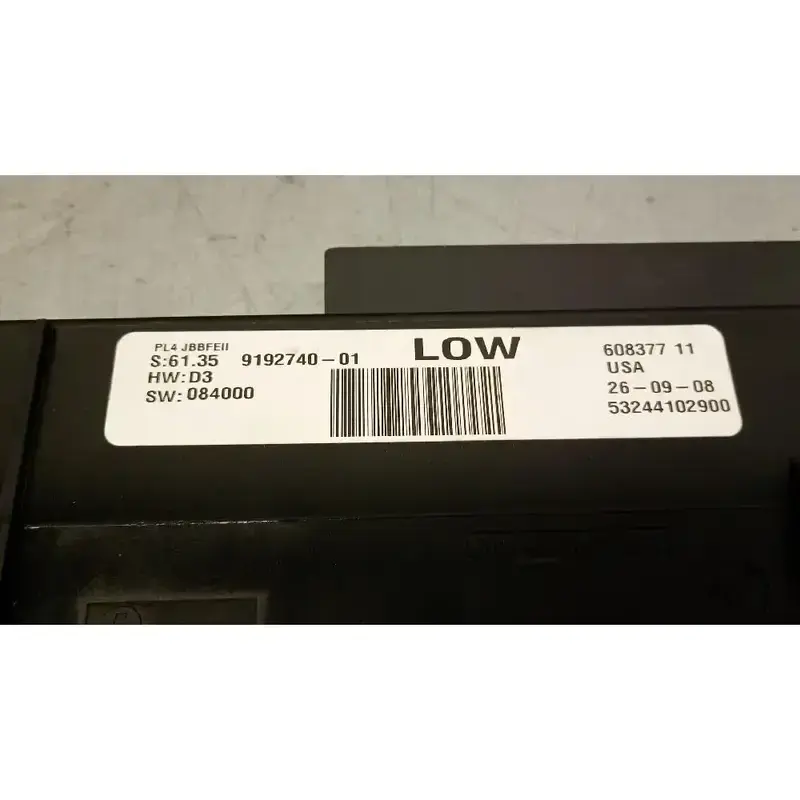 PL4 JBBFEII
S:61.35 9192740-01 LOW
HW:D3
SW:084000
608377 11
USA
26-09-08
53244102900